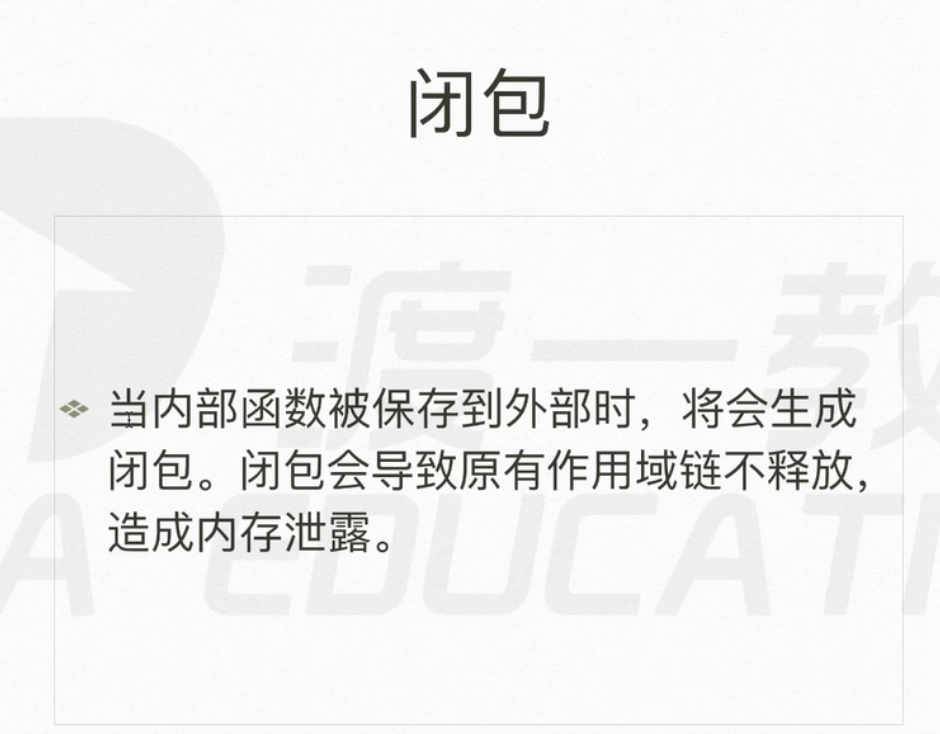 闭包
渡一教
当内部函数被保存到外部时，将会生成
闭包。闭包会导致原有作用域链不释放，
造成内存泄露。
A EDUCATI